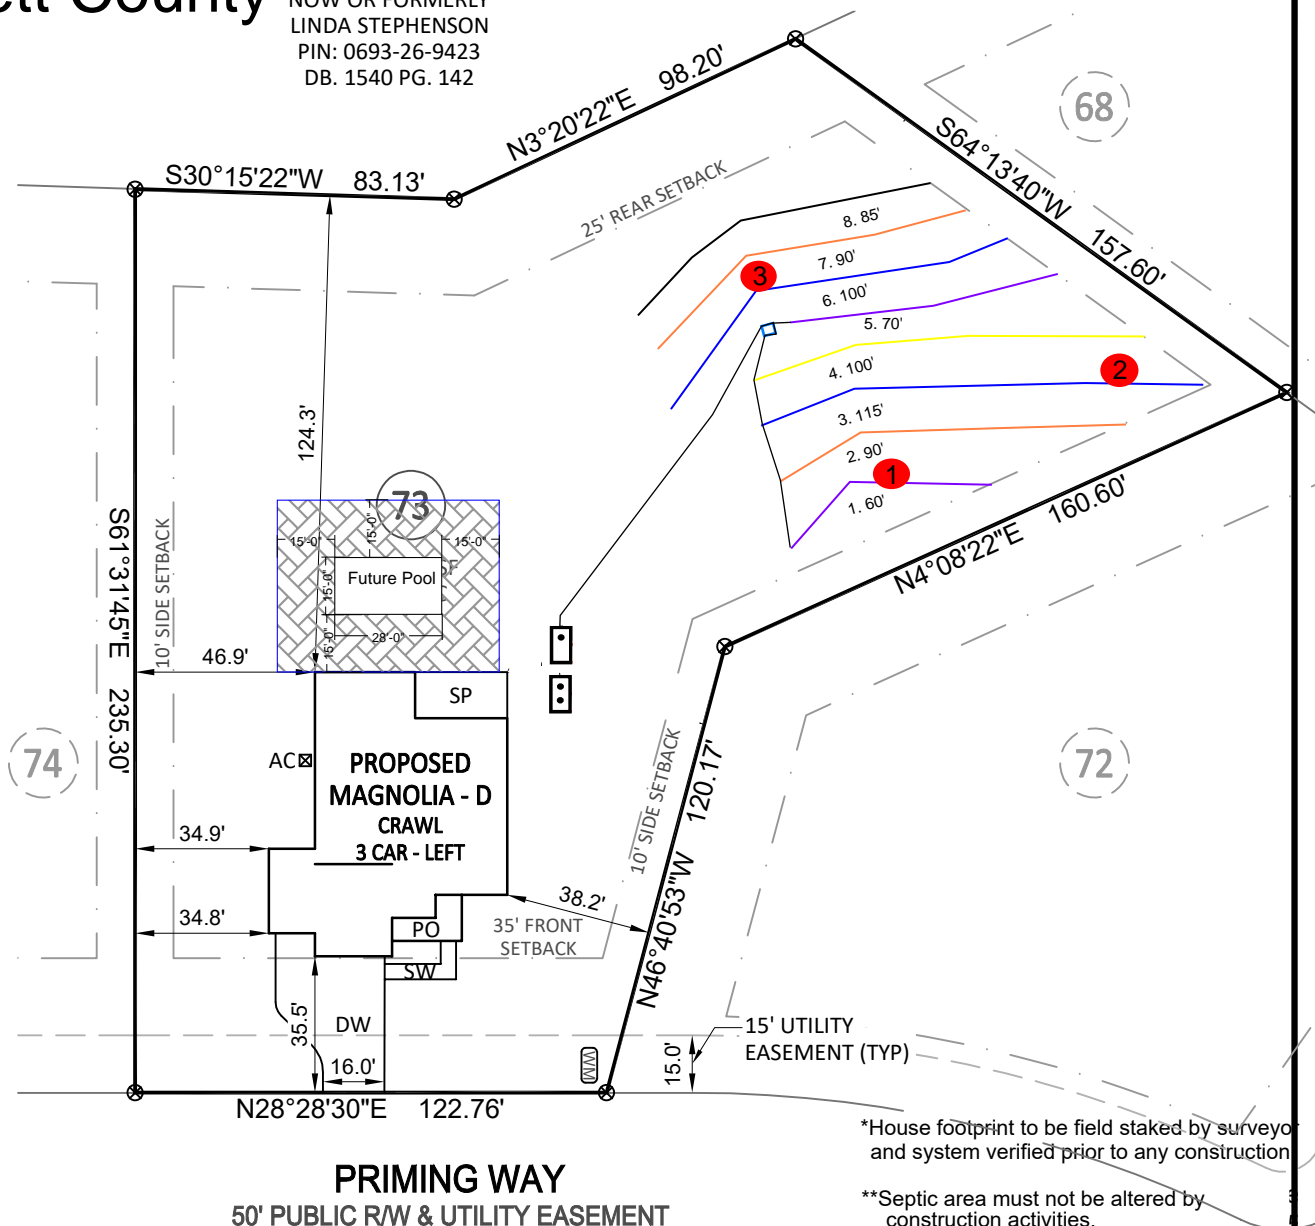 ett County
NOW OR FORMERLY
LINDA STEPHENSON
PIN: 0693-26-9423
DB. 1540 PG. 142
N3°20'22"E 98.20'
68
S64°13'40"W 157.60'
S30°15'22"W 83.13'
25' REAR SETBACK
8. 85'
7. 90'
3
6. 100'
5. 70'
4. 100'
2
3. 115'
2. 90'
1
1. 60'
124.3'
73
SF
15'-0"
15'-0"
15'-0"
15'-0"
Future Pool
15'-0"
28'-0"
S61°31'45"E 235.30'
10' SIDE SETBACK
46.9'
N4°08'22"E 160.60'
SP
74
AC
PROPOSED
MAGNOLIA - D
CRAWL
3 CAR - LEFT
72
10' SIDE SETBACK
N46°40'53"W 120.17'
34.9'
34.8'
38.2'
PO
35' FRONT
SETBACK
SW
DW
35.5'
16.0'
WM
15.0'
15' UTILITY
EASEMENT (TYP)
N28°28'30"E 122.76'
*House footprint to be field staked by surveyor
and system verified prior to any construction
PRIMING WAY
50' PUBLIC R/W & UTILITY EASEMENT
**Septic area must not be altered by
construction activities.